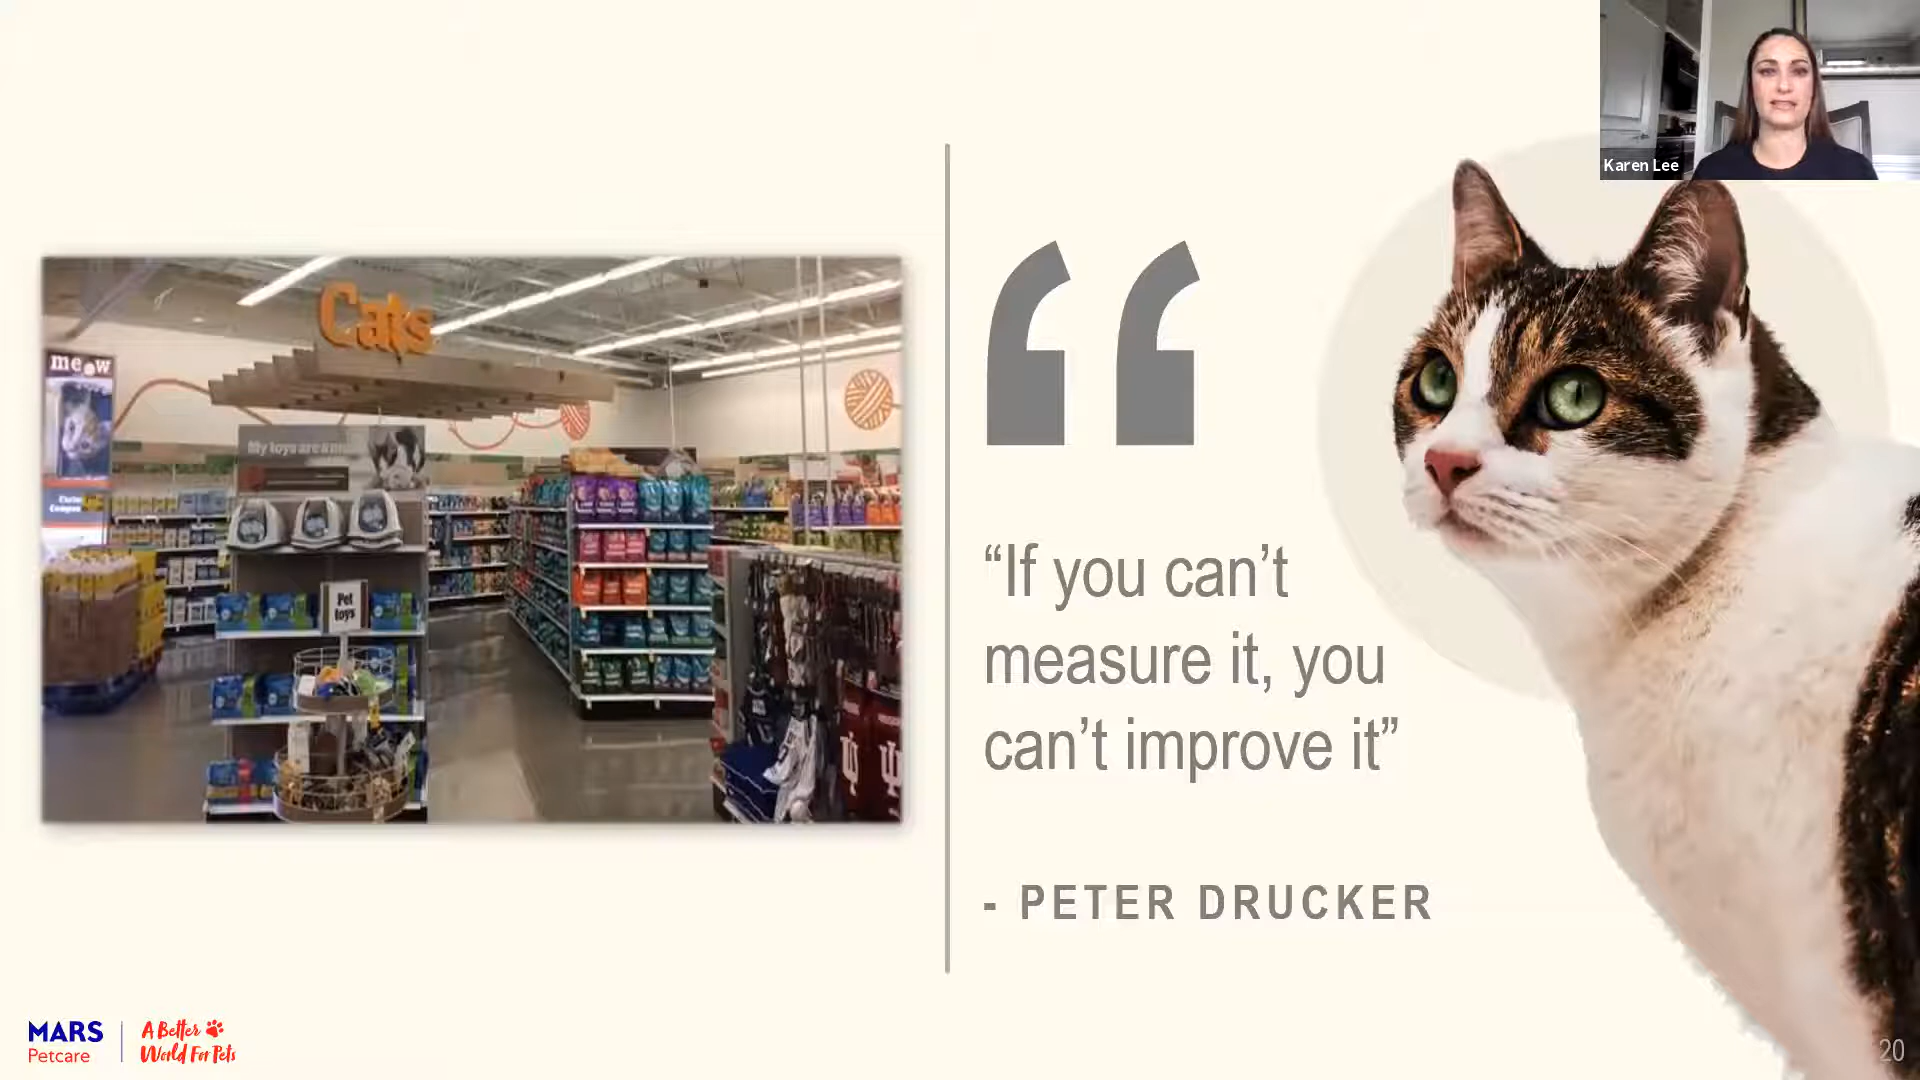 Karen Lee
Cats
meow
My toys are a m
Pet
toys
“If you can’t
measure it, you
can’t improve it”
- PETER DRUCKER
MARS
Petcare
A Better
World For Pets
20